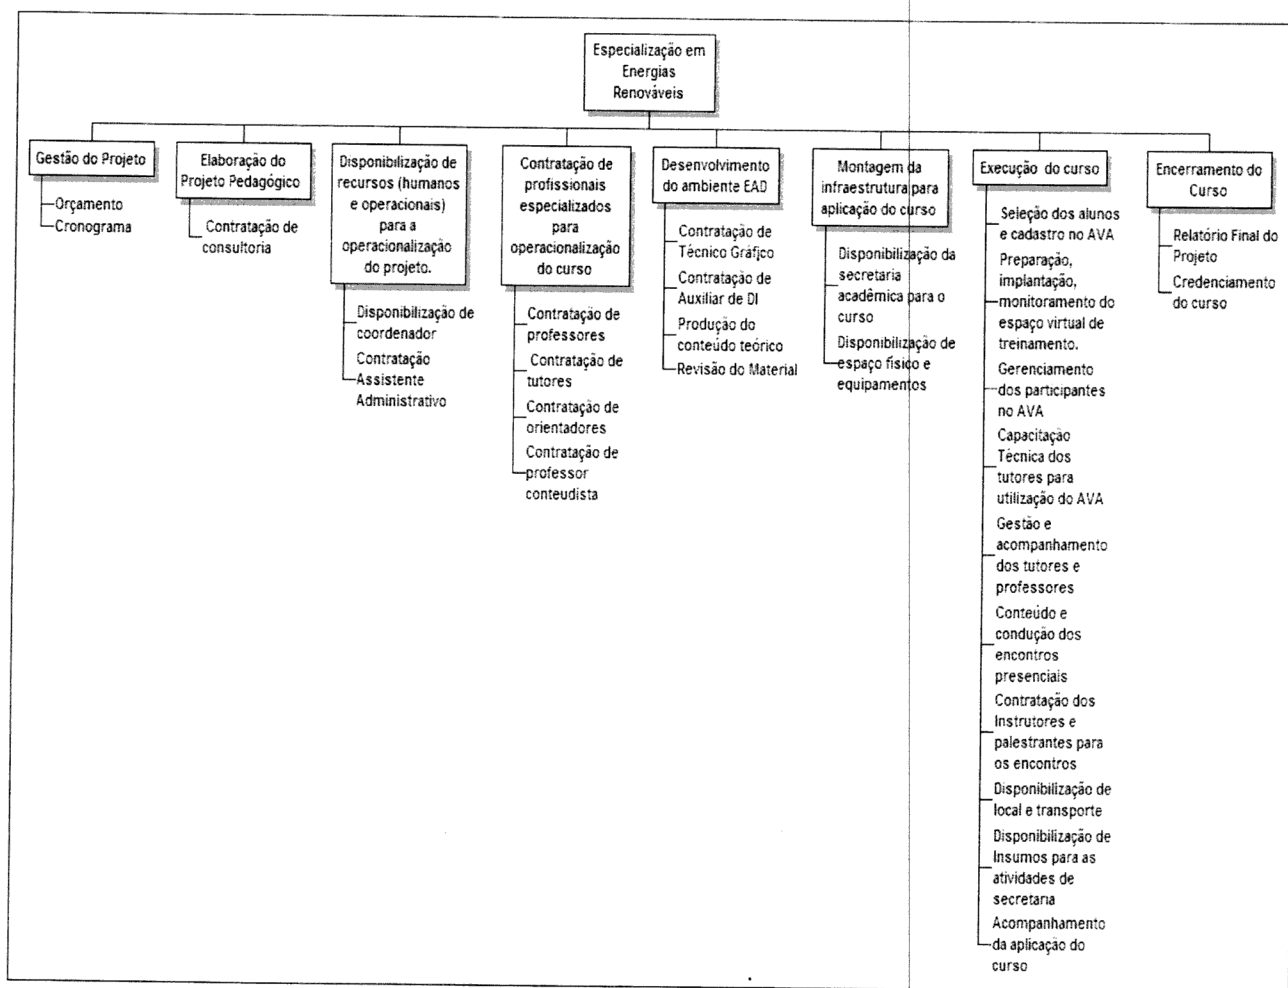 Especialização em
Energias
Renováveis
Gestão do Projeto
Orçamento
Cronograma
Elaboração do
Projeto Pedagógico
Contratação de
consultoria
Disponibilização de
recursos (humanos
e operacionais)
para a
operacionalização
do projeto.
Disponibilização de
coordenador
Contratação
Assistente
Administrativo
Contratação de
profissionais
especializados
para
operacionalização
do curso
Contratação de
professores
Contratação de
tutores
Contratação de
orientadores
Contratação de
professor
conteudista
Desenvolvimento
do ambiente EAD
Contratação de
Técnico Gráfico
Contratação de
Auxiliar de DI
Produção do
conteúdo teórico
Revisão do Material
Montagem da
infraestrutura para
aplicação do curso
Disponibilização da
secretaria
acadêmica para o
curso
Disponibilização de
espaço físico e
equipamentos
Execução do curso
Seleção dos alunos
e cadastro no AVA
Preparação,
implantação,
monitoramento do
espaço virtual de
treinamento.
Gerenciamento
dos participantes
no AVA
Capacitação
Técnica dos
tutores para
utilização do AVA
Gestão e
acompanhamento
dos tutores e
professores
Conteúdo e
condução dos
encontros
presenciais
Contratação dos
Instrutores e
palestrantes para
os encontros
Disponibilização de
local e transporte
Disponibilização de
Insumos para as
atividades de
secretaria
Acompanhamento
da aplicação do
curso
Encerramento do
Curso
Relatório Final do
Projeto
Credenciamento
do curso